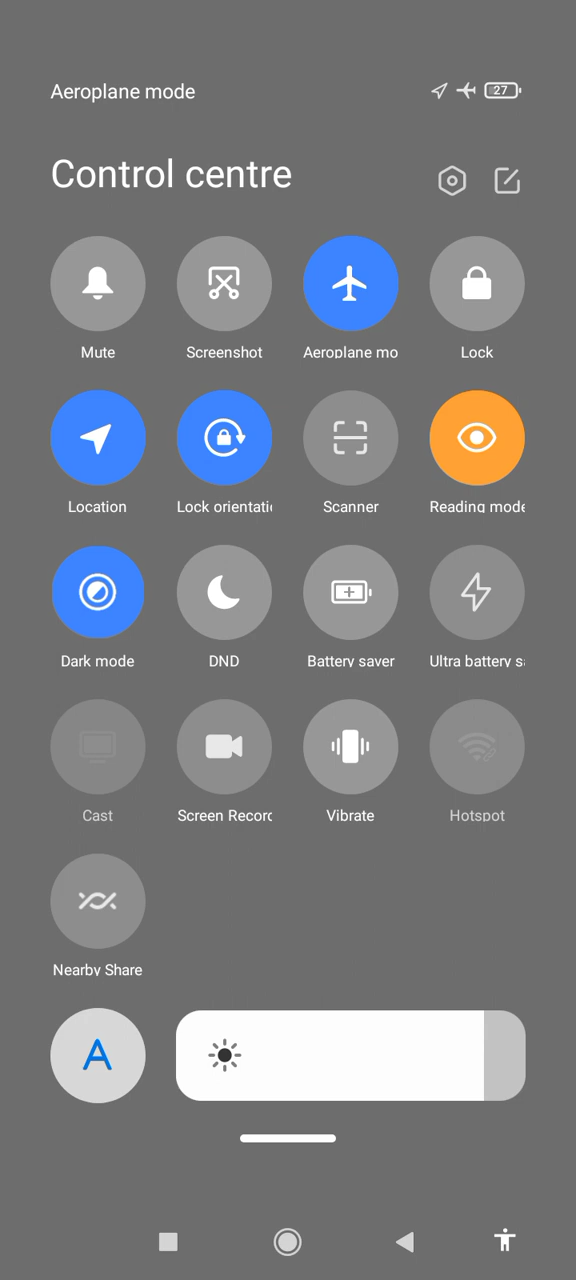 Aeroplane mode
27
Control centre
Mute Screenshot Aeroplane mo Lock
Location Lock orientati Scanner Reading mode
Dark mode DND Battery saver Ultra battery sa
Cast Screen Record Vibrate Hotspot
Nearby Share
A